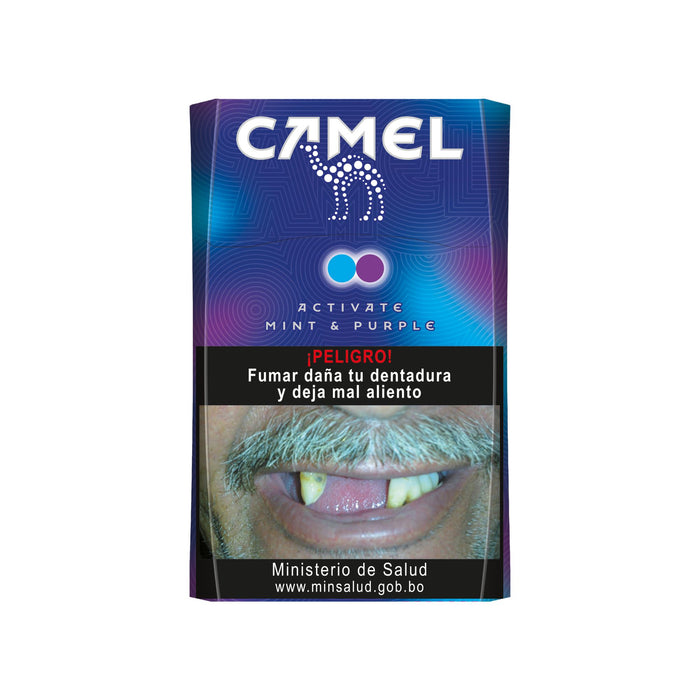 CAMEL
ACTIVATE
MINT & PURPLE
¡PELIGRO!
Fumar daña tu dentadura
y deja mal aliento
Ministerio de Salud
www.minsalud.gob.bo